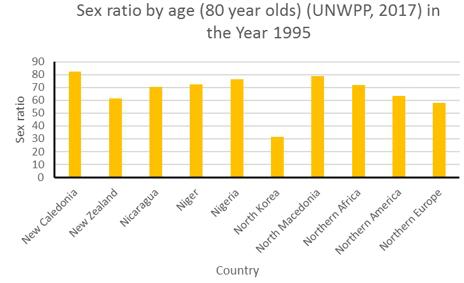 Sex ratio by age (80 year olds) (UNWPP, 2017) in
the Year 1995
90
80
70
60
50
40
30
20
10
0
Sex ratio
New Caledonia
New Zealand
Nicaragua
Niger
Nigeria
North Korea
North Macedonia
Northern Africa
Northern America
Northern Europe
Country